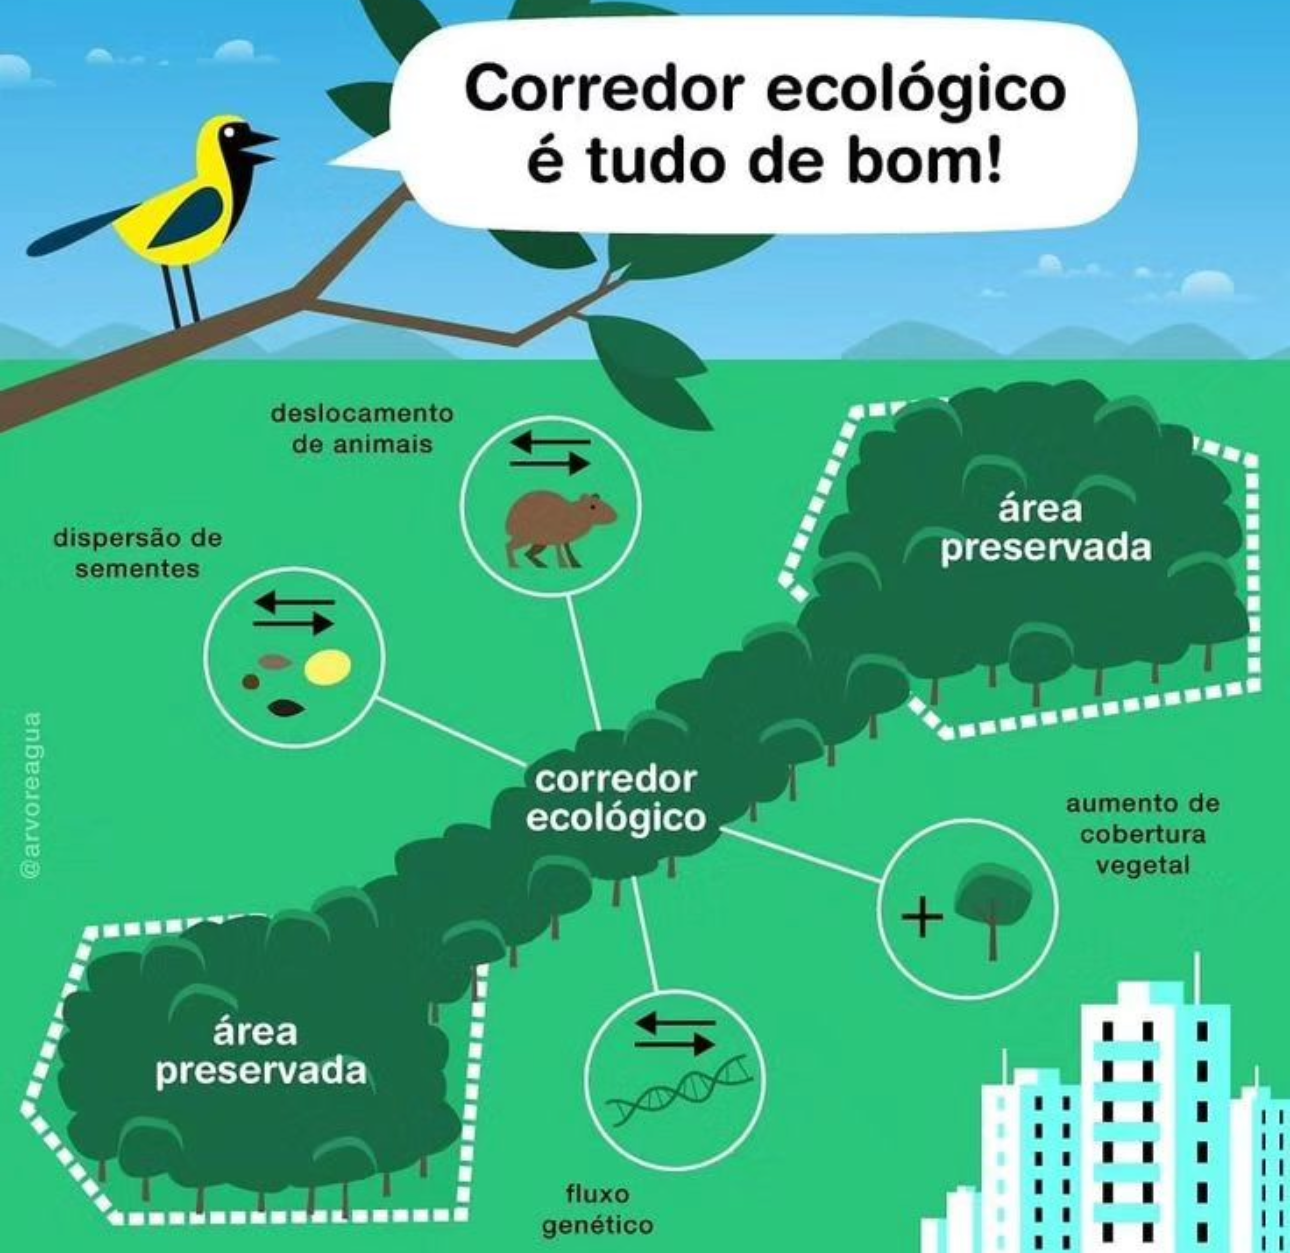 Corredor ecológico
é tudo de bom!
deslocamento
de animais
dispersão de
sementes
área
preservada
corredor
ecológico
aumento de
cobertura
vegetal
@arvoreagua
área
preservada
fluxo
genético